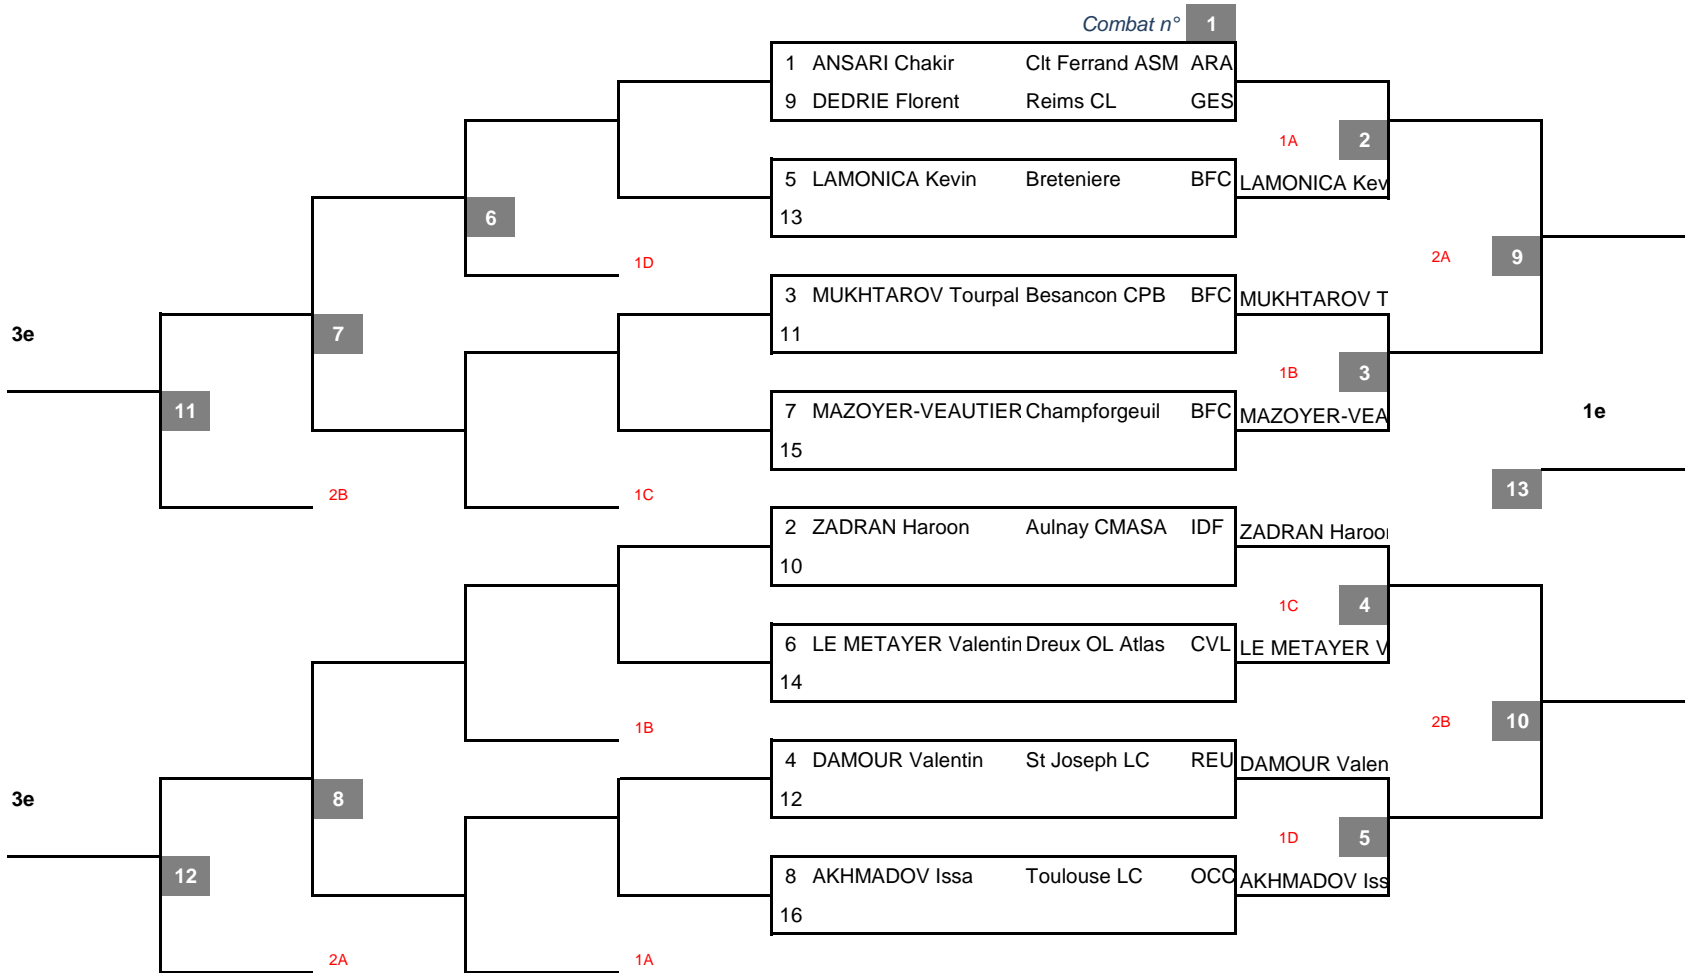 Combat n° 1
1 ANSARI Chakir Clt Ferrand ASM ARA
9 DEDRIE Florent Reims CL GES
1A 2
5 LAMONICA Kevin Breteniere BFC LAMONICA Kev
13
6
1D
2A 9
3 MUKHTAROV Tourpal Besancon CPB BFC MUKHTAROV T
11
3e
7
1B 3
7 MAZOYER-VEAUTIER Champforgeuil BFC MAZOYER-VEA
15
11
1e
2B
1C
13
2 ZADRAN Haroon Aulnay CMASA IDF ZADRAN Haroo
10
1C 4
6 LE METAYER Valentin Dreux OL Atlas CVL LE METAYER V
14
1B
2B 10
4 DAMOUR Valentin St Joseph LC REU DAMOUR Valen
12
3e
8
1D 5
8 AKHMADOV Issa Toulouse LC OCC AKHMADOV Iss
16
12
2A
1A